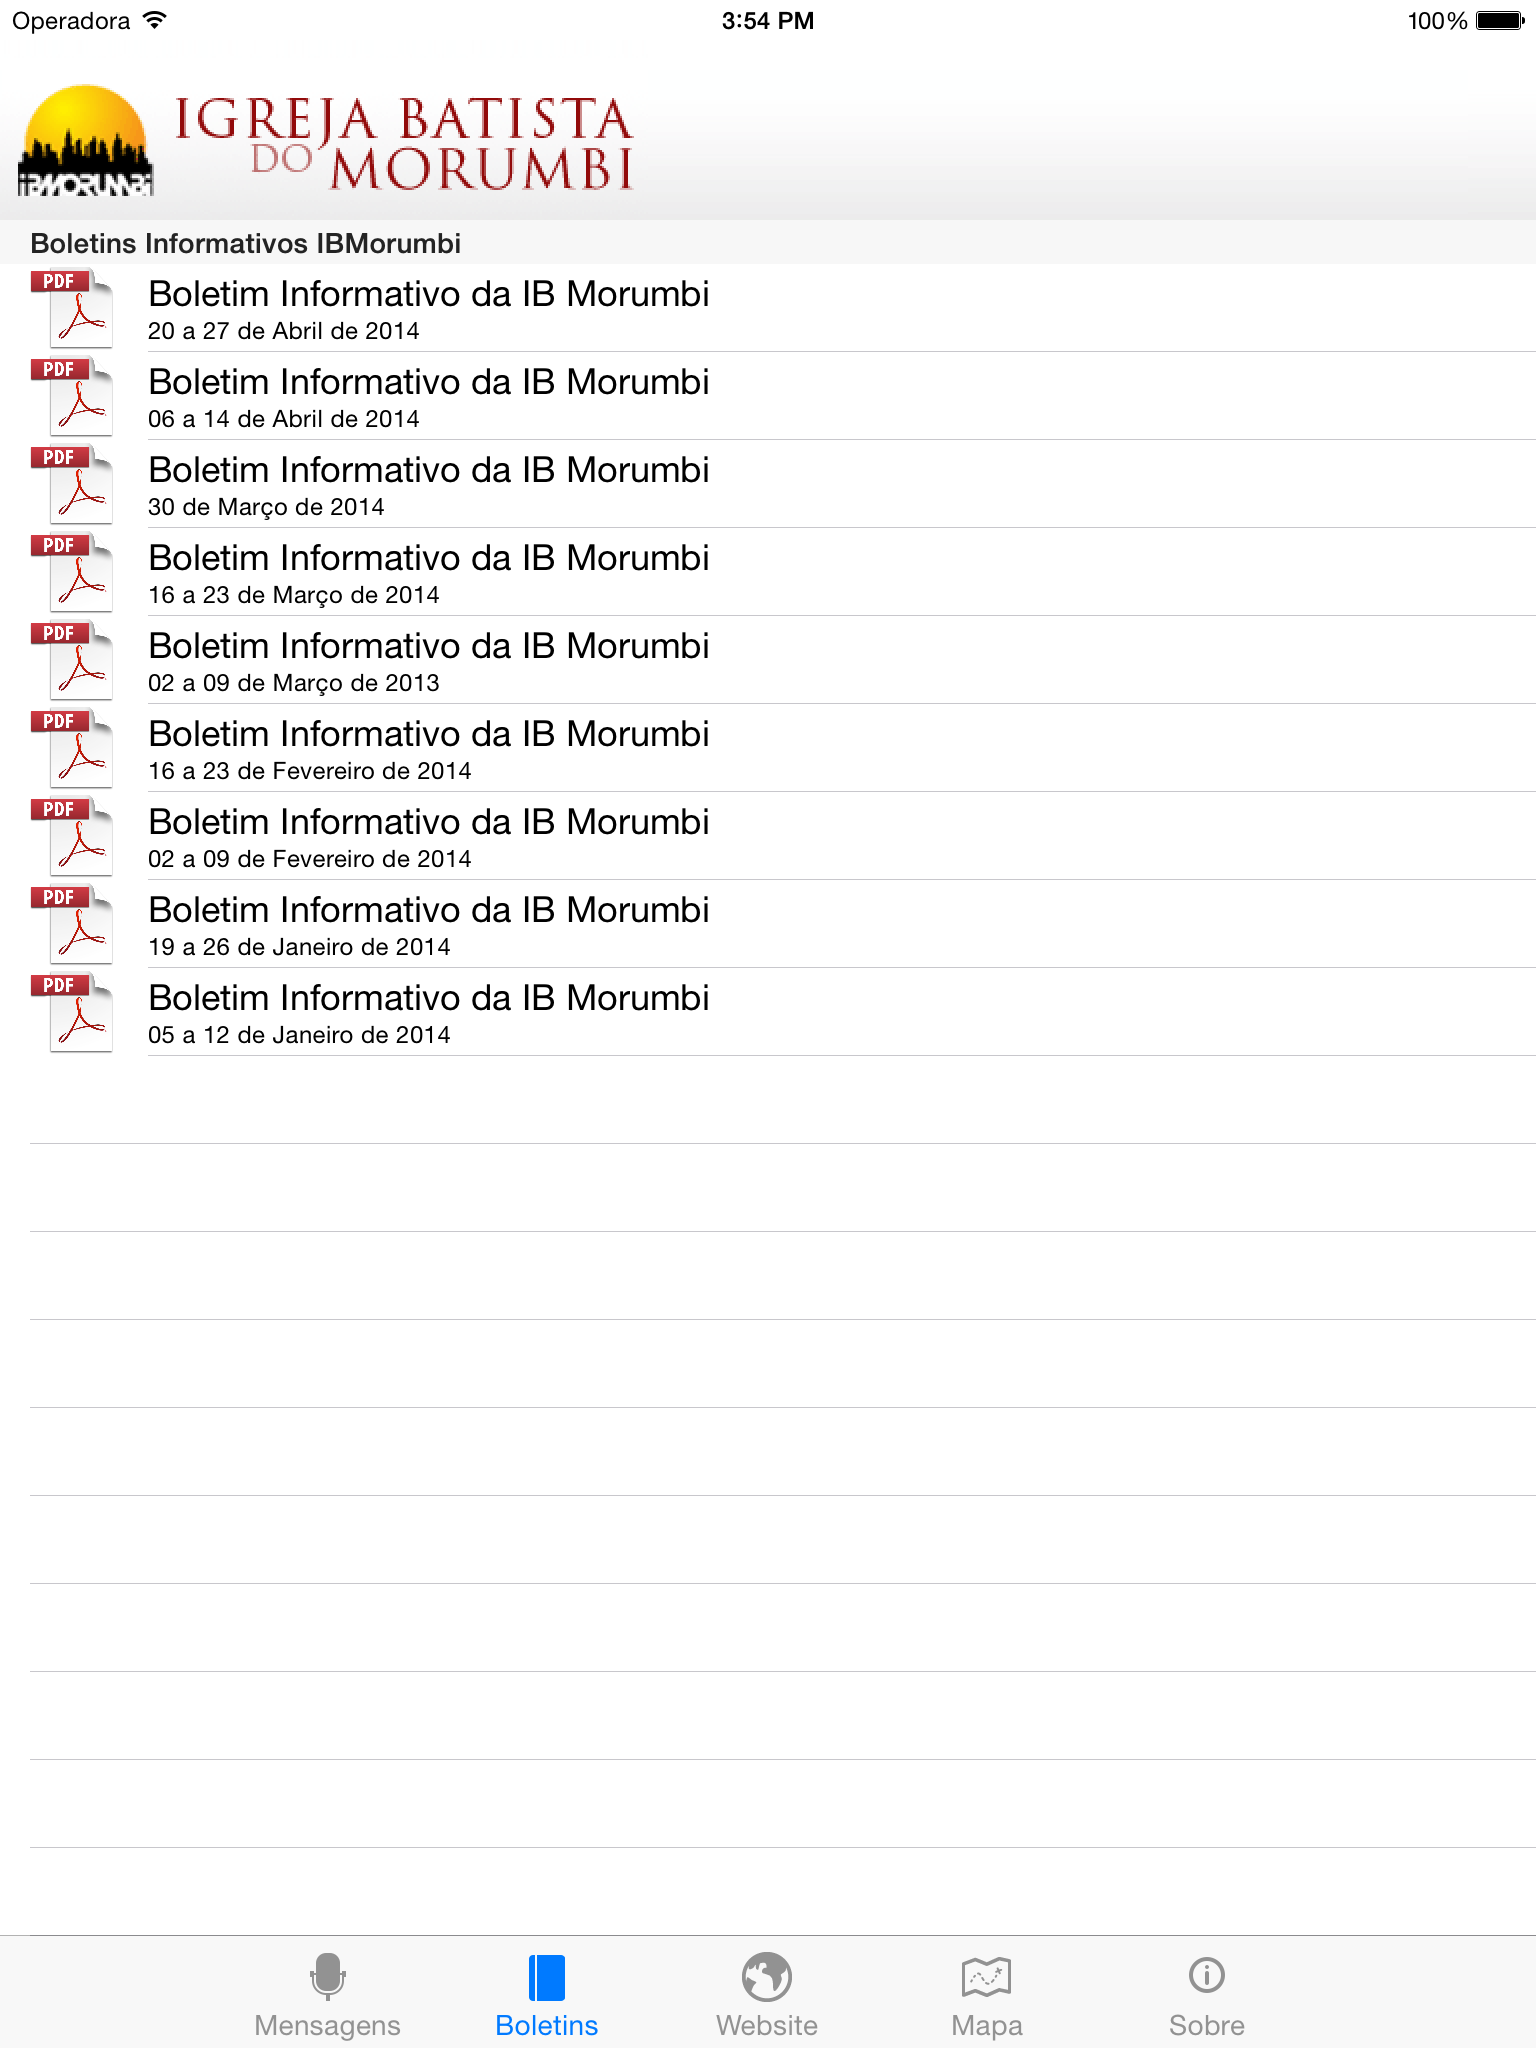 Operadora
3:54 PM
100%
IBMORUMBI
IGREJA BATISTA
DO MORUMBI
Boletins Informativos IBMorumbi
PDF
Boletim Informativo da IB Morumbi
20 a 27 de Abril de 2014
PDF
Boletim Informativo da IB Morumbi
06 a 14 de Abril de 2014
PDF
Boletim Informativo da IB Morumbi
30 de Março de 2014
PDF
Boletim Informativo da IB Morumbi
16 a 23 de Março de 2014
PDF
Boletim Informativo da IB Morumbi
02 a 09 de Março de 2013
PDF
Boletim Informativo da IB Morumbi
16 a 23 de Fevereiro de 2014
PDF
Boletim Informativo da IB Morumbi
02 a 09 de Fevereiro de 2014
PDF
Boletim Informativo da IB Morumbi
19 a 26 de Janeiro de 2014
PDF
Boletim Informativo da IB Morumbi
05 a 12 de Janeiro de 2014
Mensagens
Boletins
Website
Mapa
Sobre